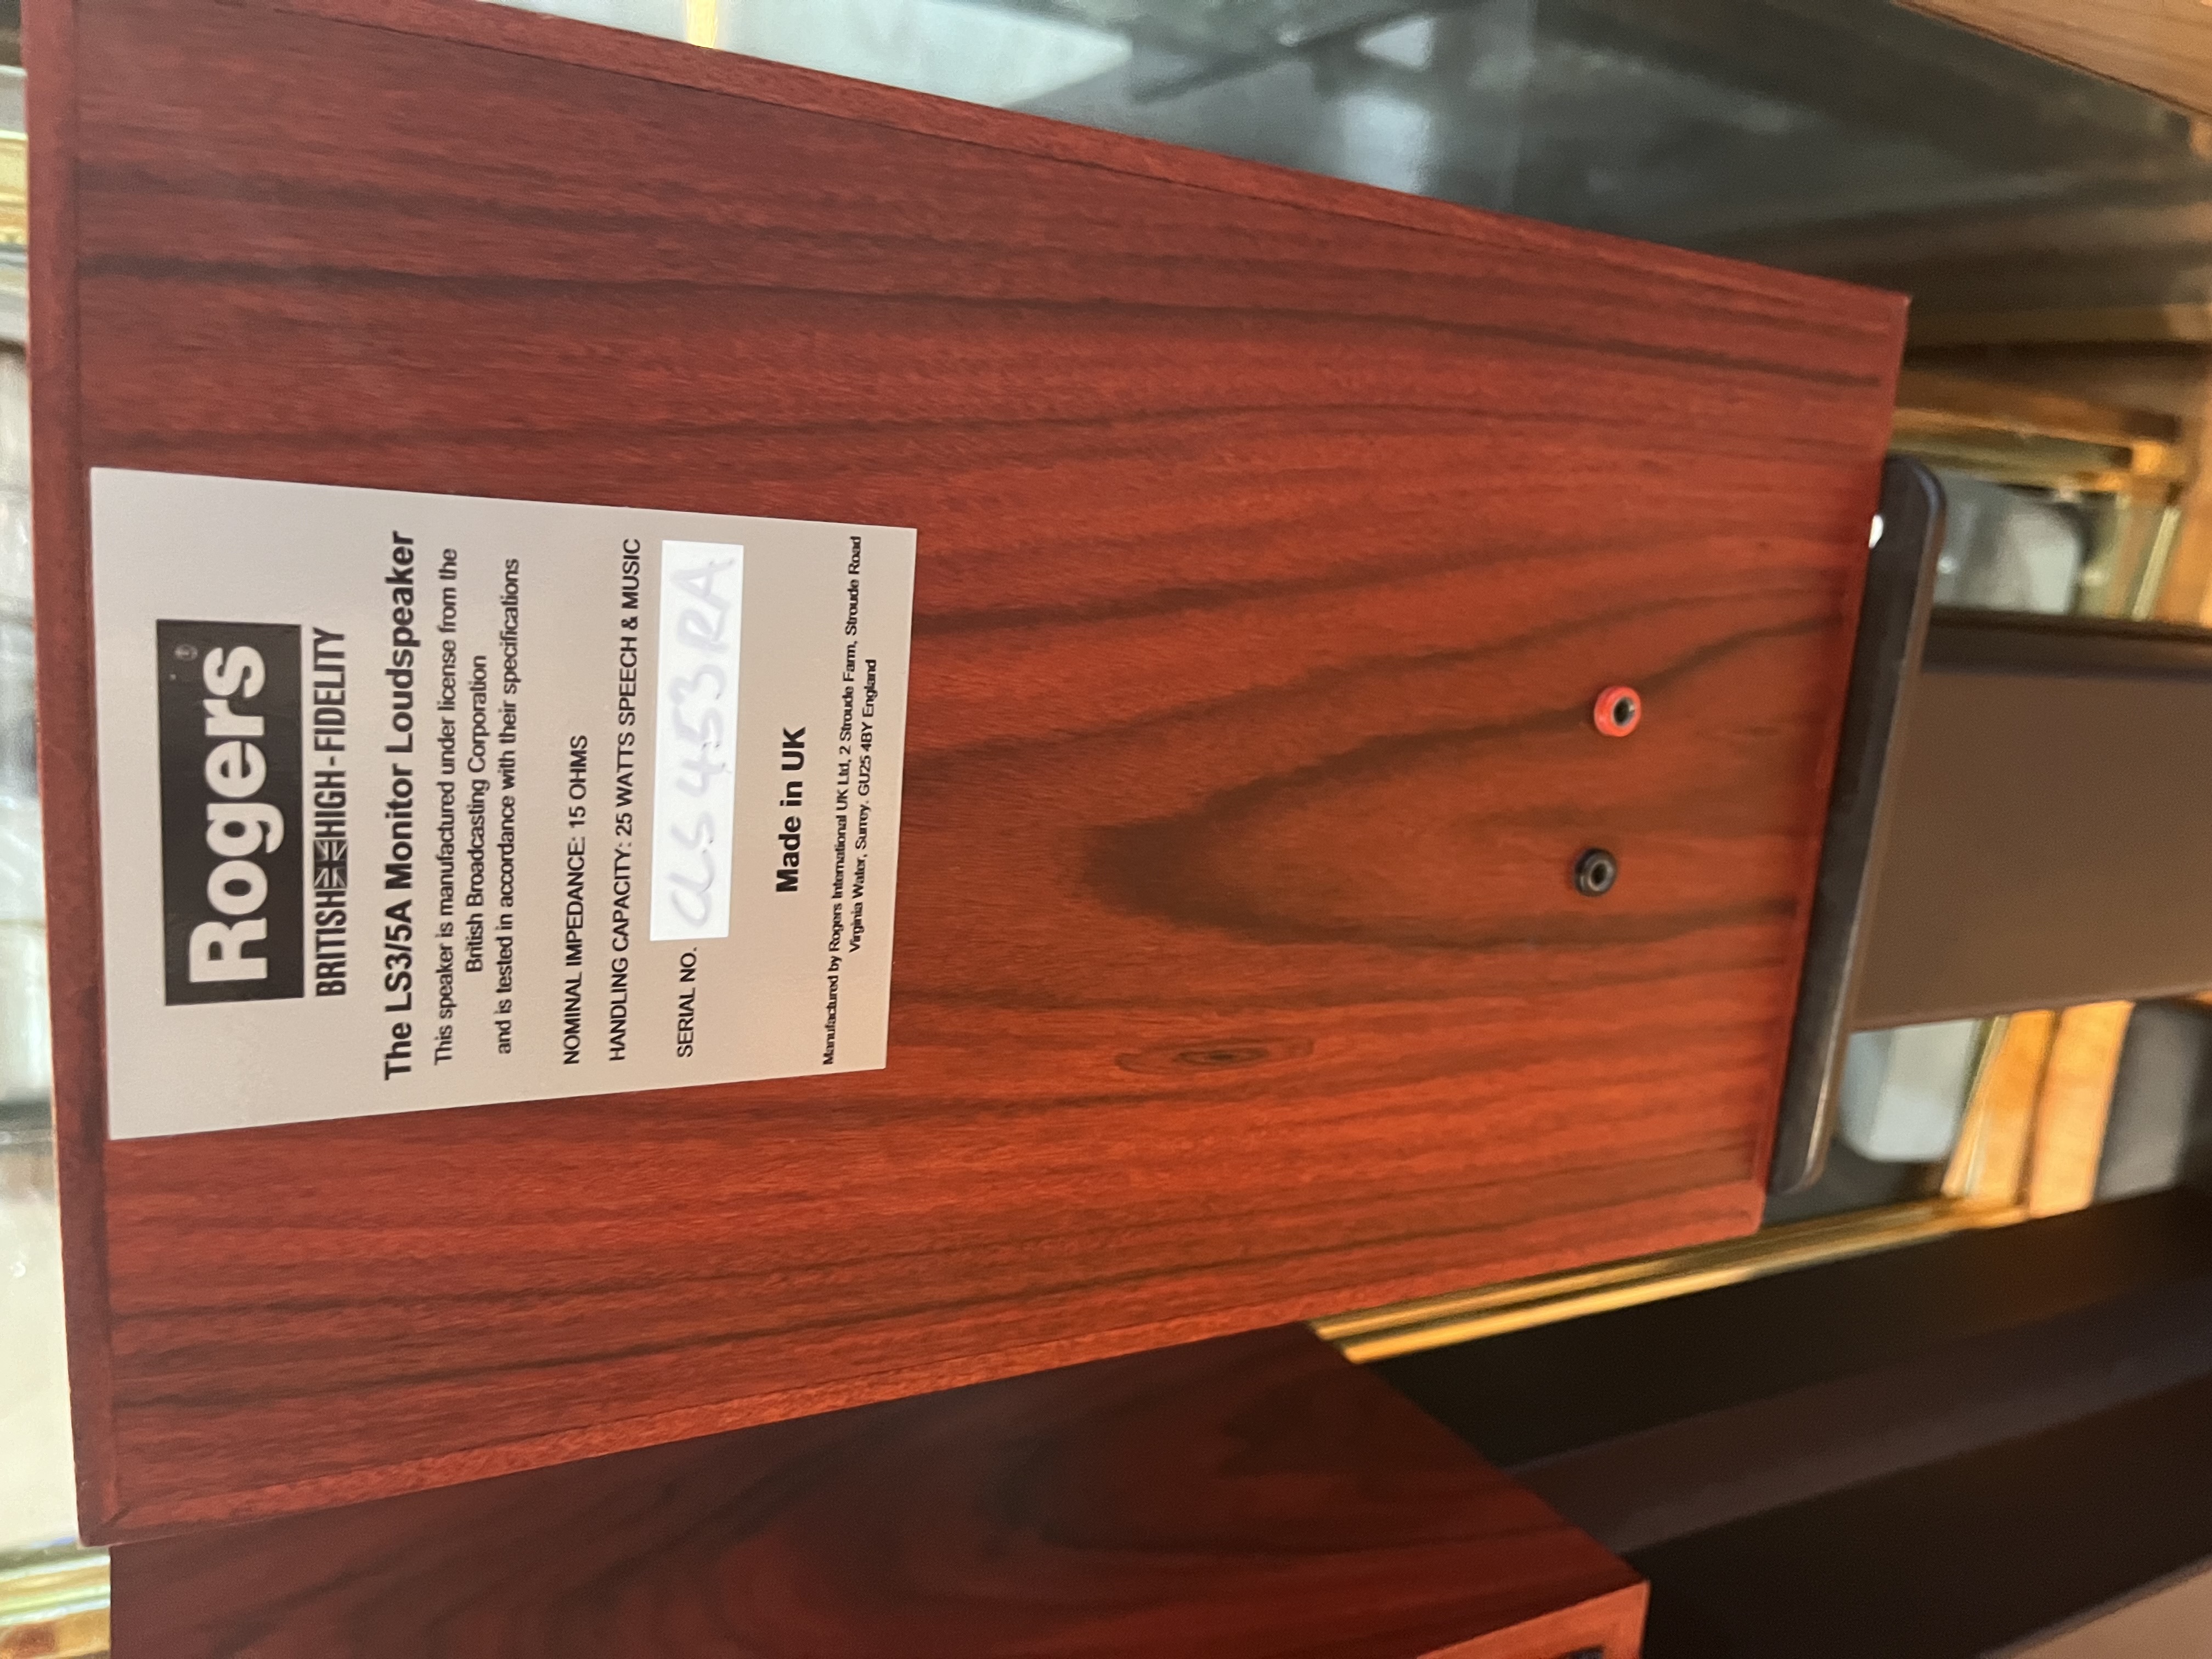 Rogers®
BRITISH HIGH-FIDELITY
The LS3/5A Monitor Loudspeaker
This speaker is manufactured under license from the
British Broadcasting Corporation
and is tested in accordance with their specifications
NOMINAL IMPEDANCE: 15 OHMS
HANDLING CAPACITY: 25 WATTS SPEECH & MUSIC
SERIAL NO.
Made in UK
Manufactured by Rogers International UK Ltd, 2 Stroude Farm, Stroude Road
Virginia Water, Surrey. GU25 4BY England